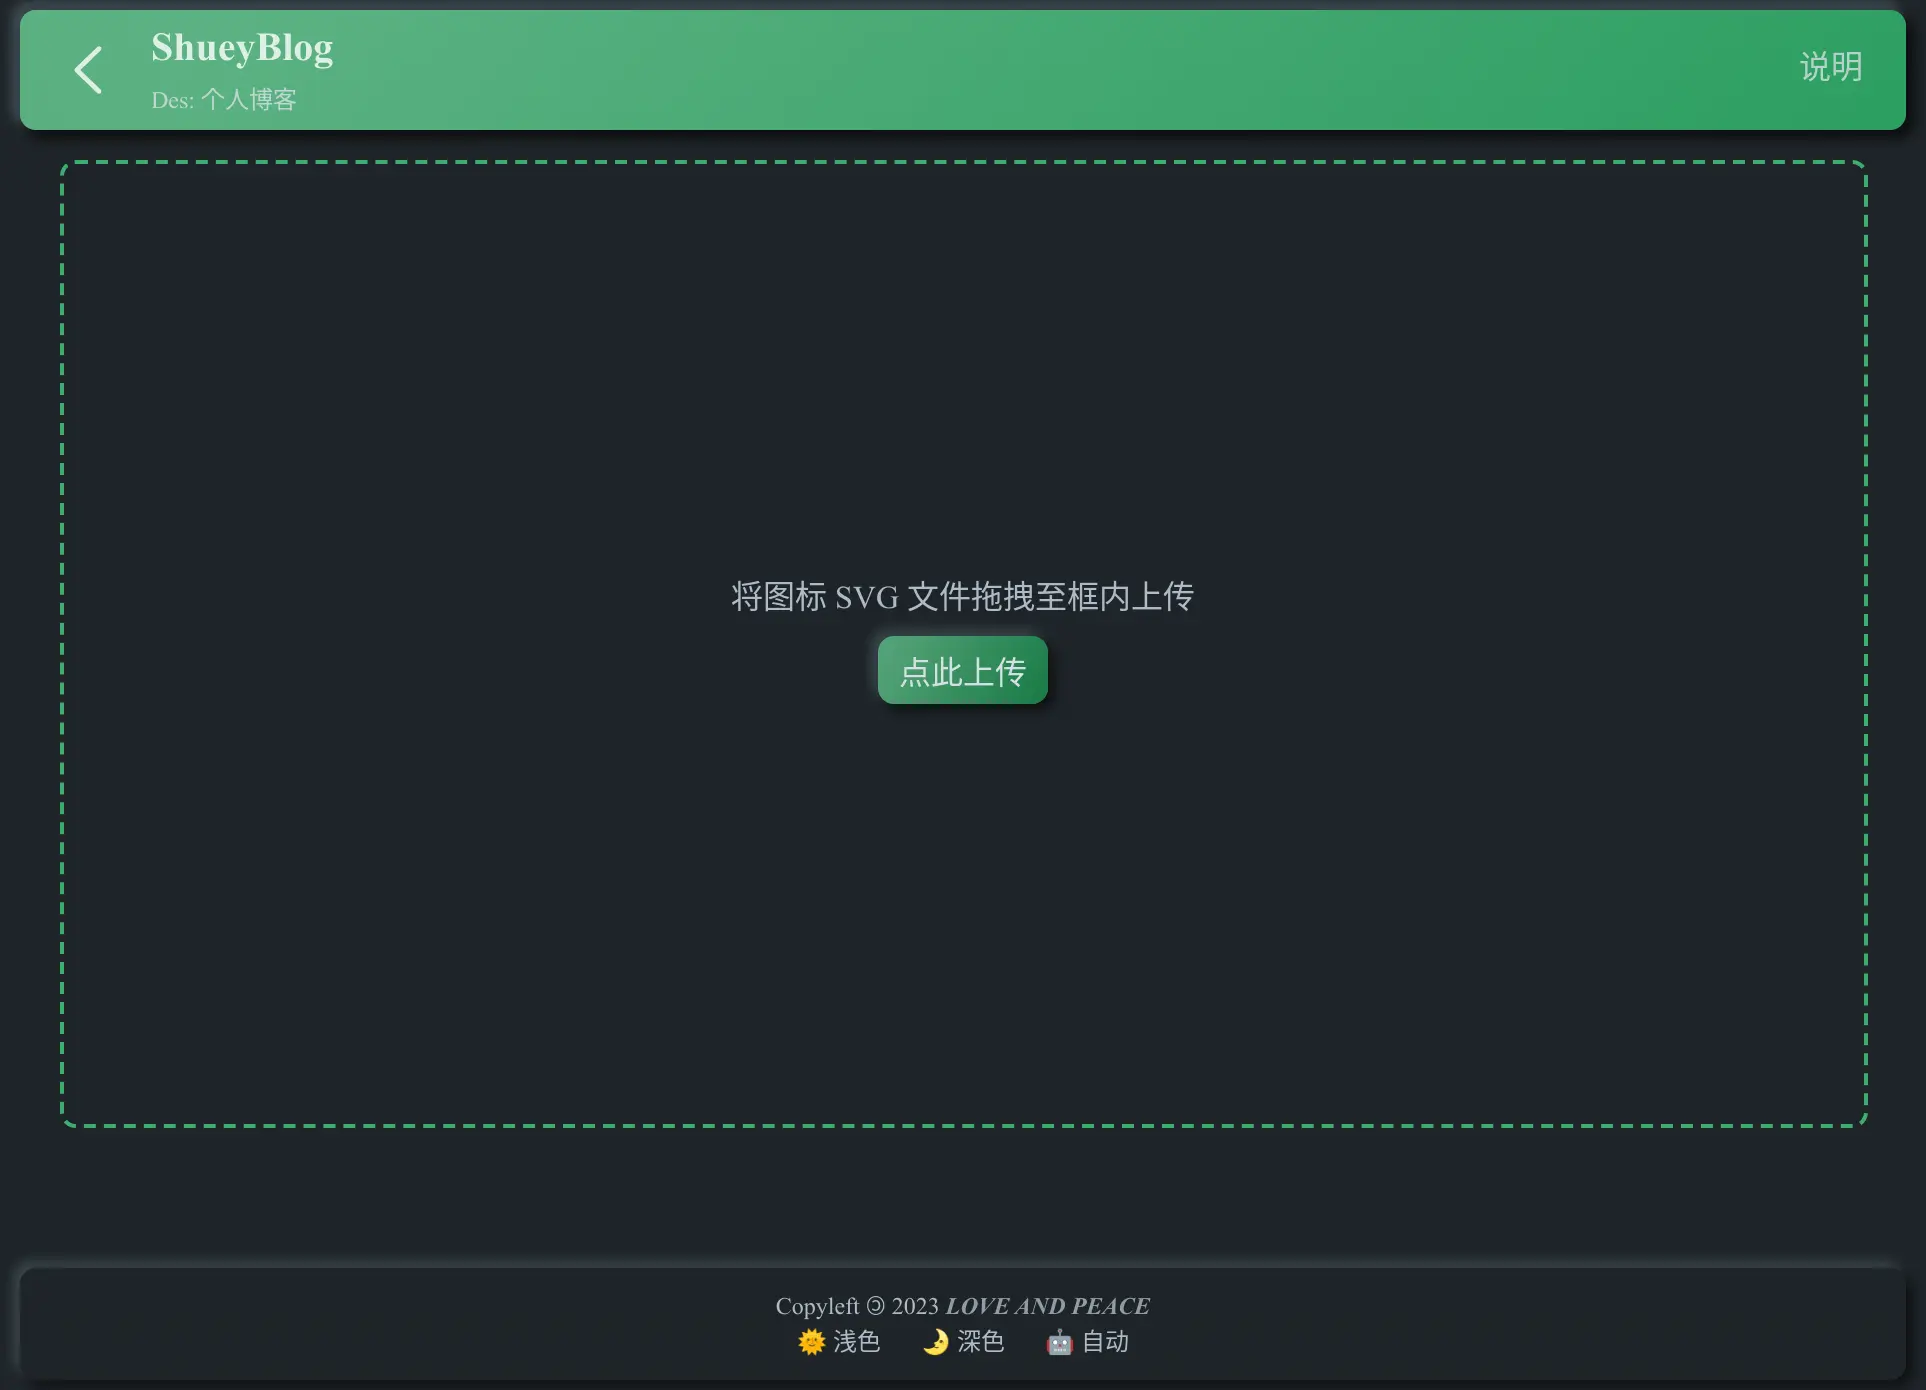 ShueyBlog
Des: 个人博客
说明
将图标 SVG 文件拖拽至框内上传
点此上传
Copyleft 🄯 2023 LOVE AND PEACE
🌞 浅色 🌛 深色 🤖 自动